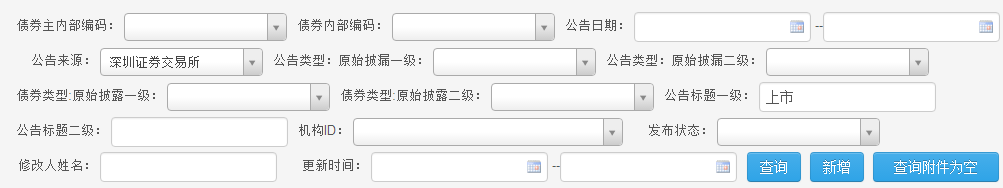 债券主内部编码： 债券内部编码： 公告日期： --
公告来源： 深圳证券交易所 公告类型：原始披漏一级： 公告类型：原始披漏二级：
债券类型:原始披露一级： 债券类型:原始披露二级： 公告标题一级： 上市
公告标题二级： 机构ID： 发布状态：
修改人姓名： 更新时间： -- 查询 新增 查询附件为空